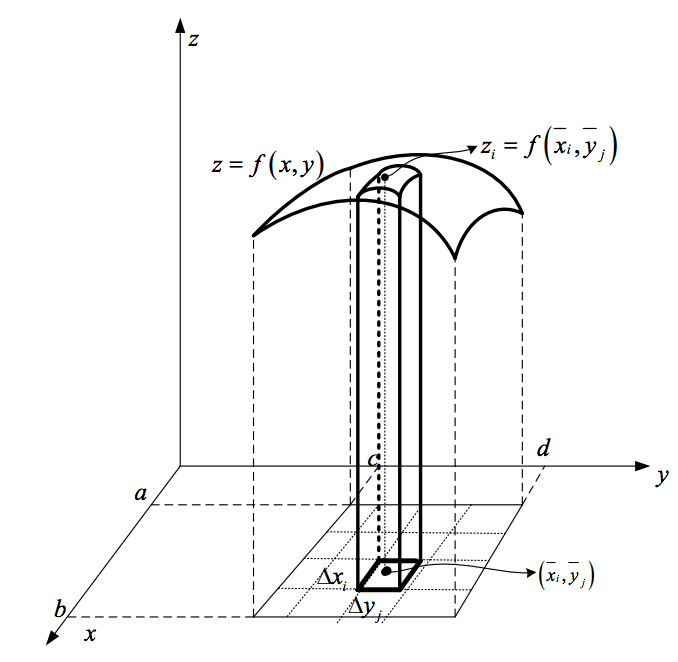 z
z = f(x, y)
z_i = f(x̄_i, ȳ_j)
c
d
y
a
Δx_i
(x̄_i, ȳ_j)
b
Δy_j
x